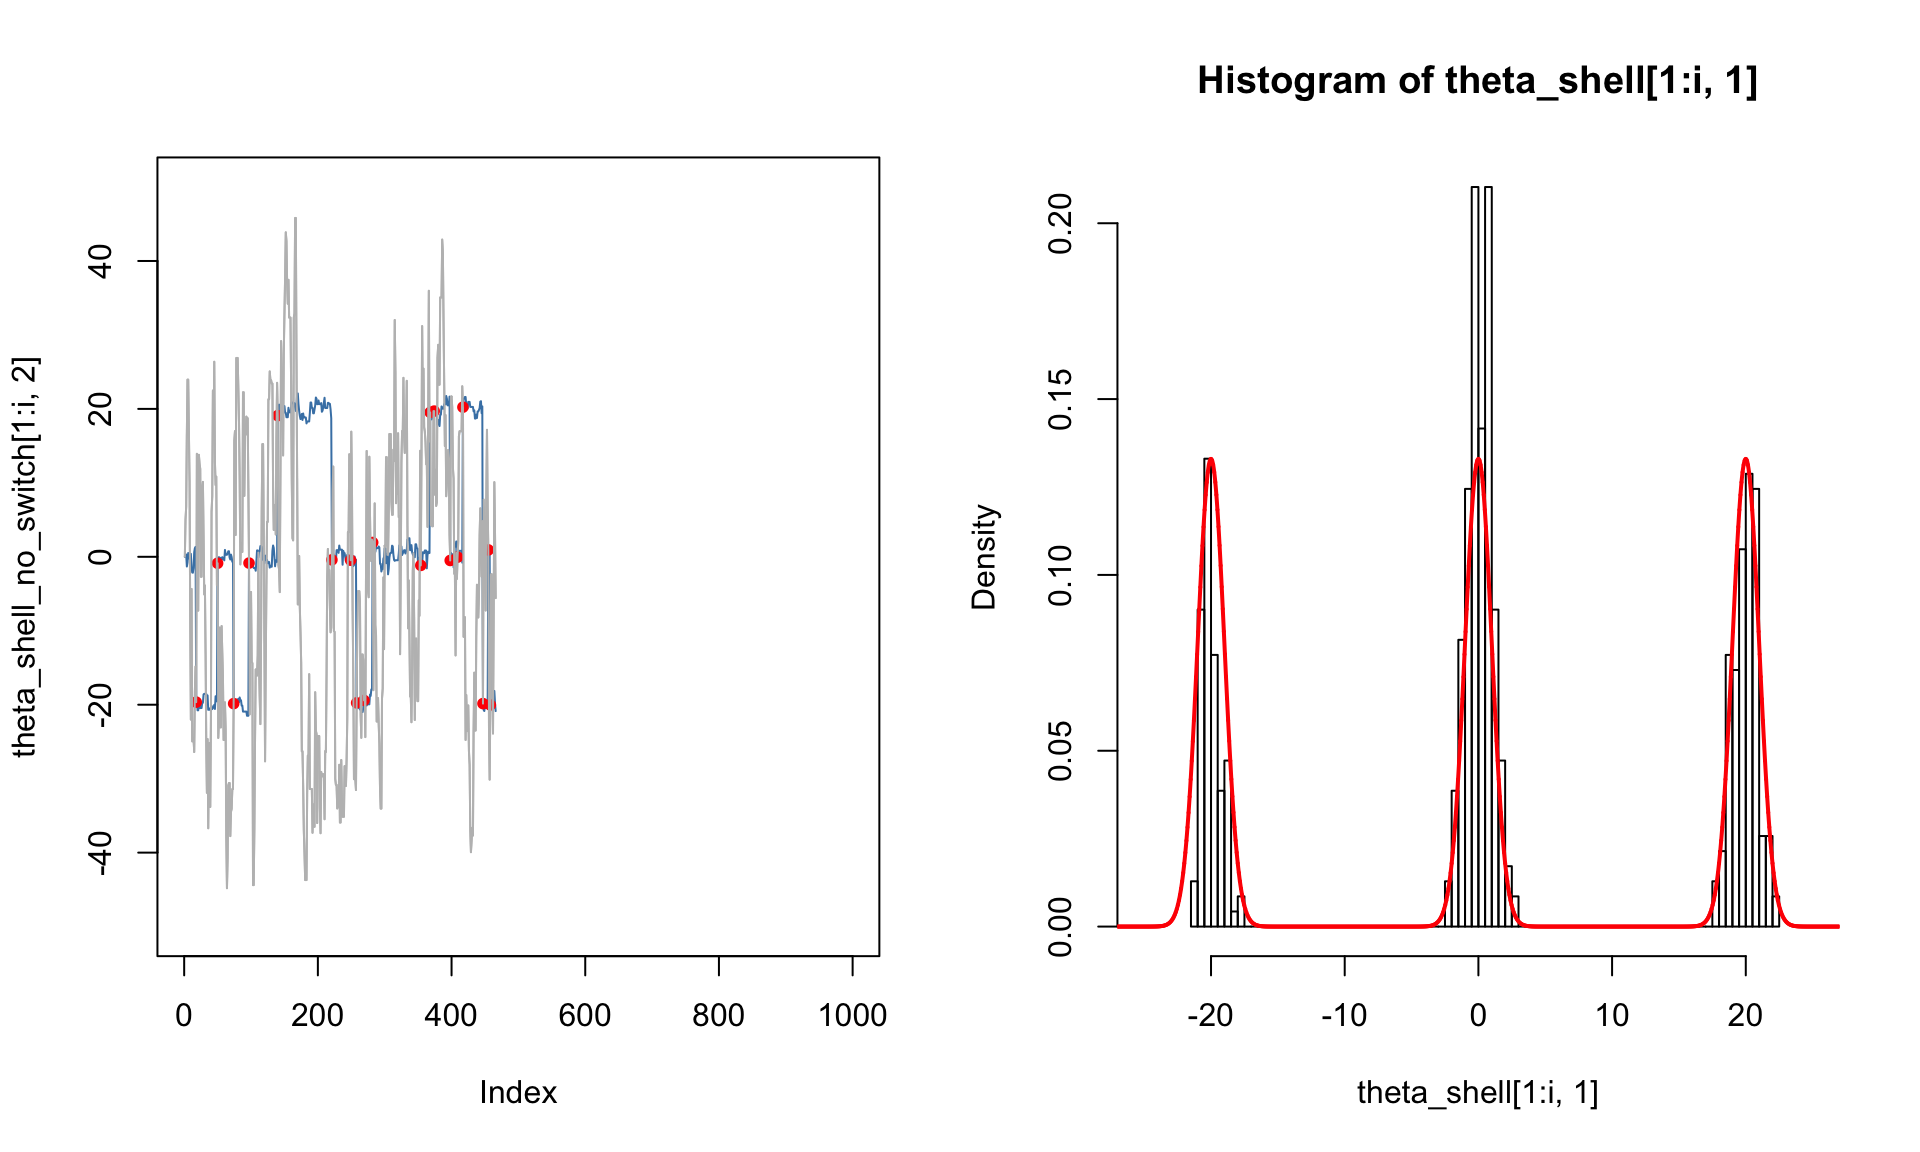 theta_shell_no_switch[1:i, 2]
40
20
0
-20
-40
0 200 400 600 800 1000
Index
Histogram of theta_shell[1:i, 1]
Density
0.20
0.15
0.10
0.05
0.00
-20 -10 0 10 20
theta_shell[1:i, 1]